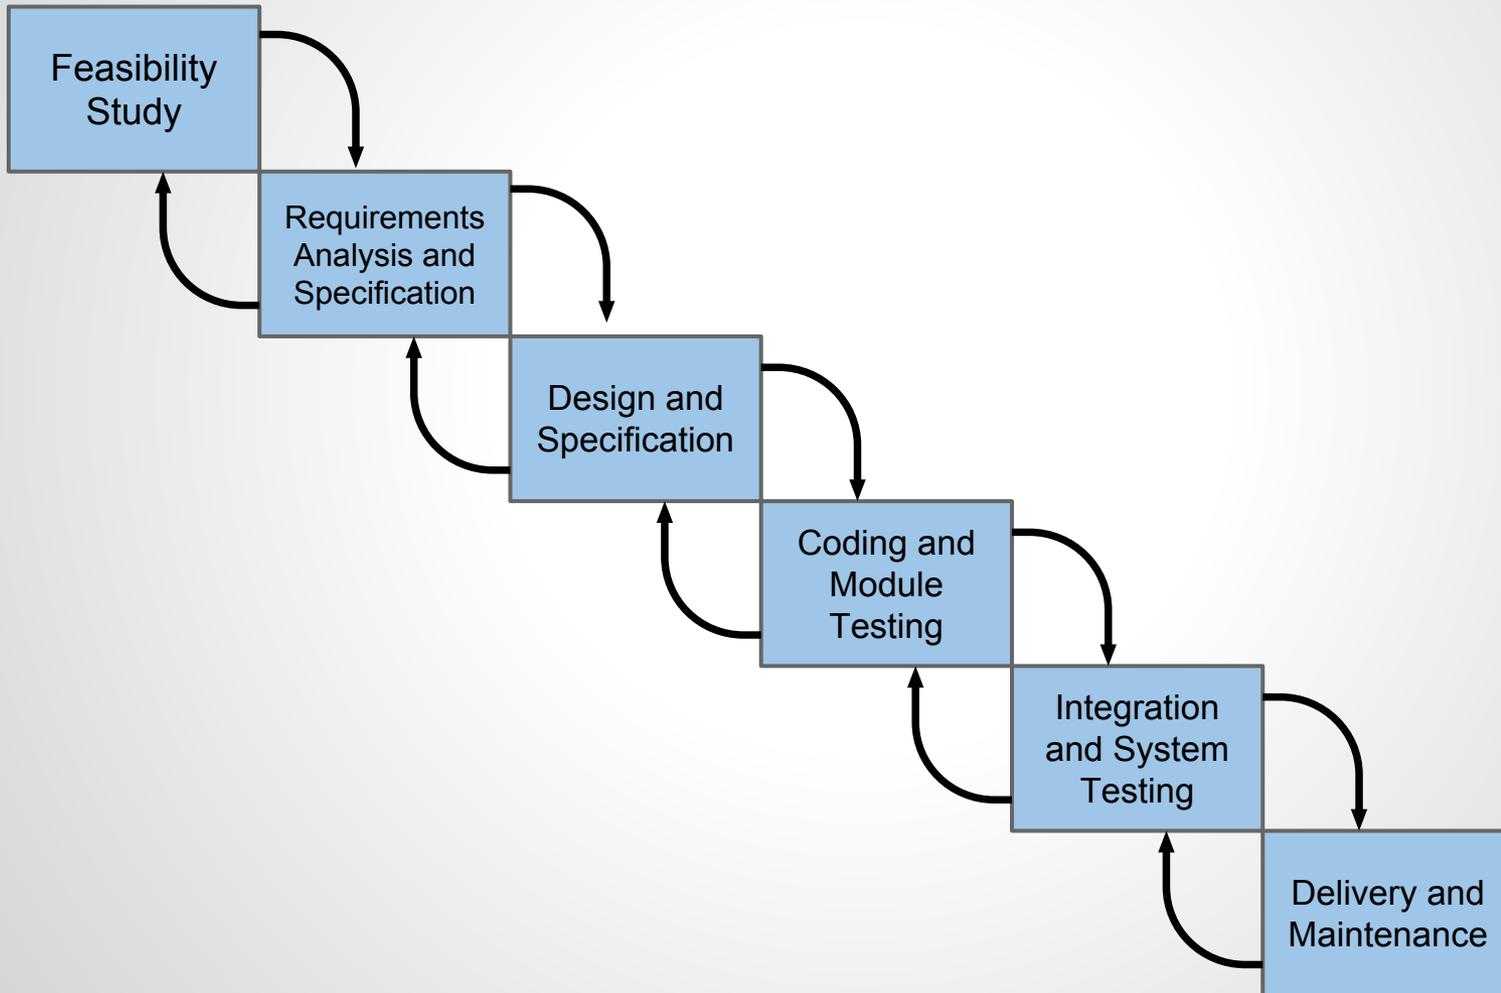 Feasibility
Study
Requirements
Analysis and
Specification
Design and
Specification
Coding and
Module
Testing
Integration
and System
Testing
Delivery and
Maintenance